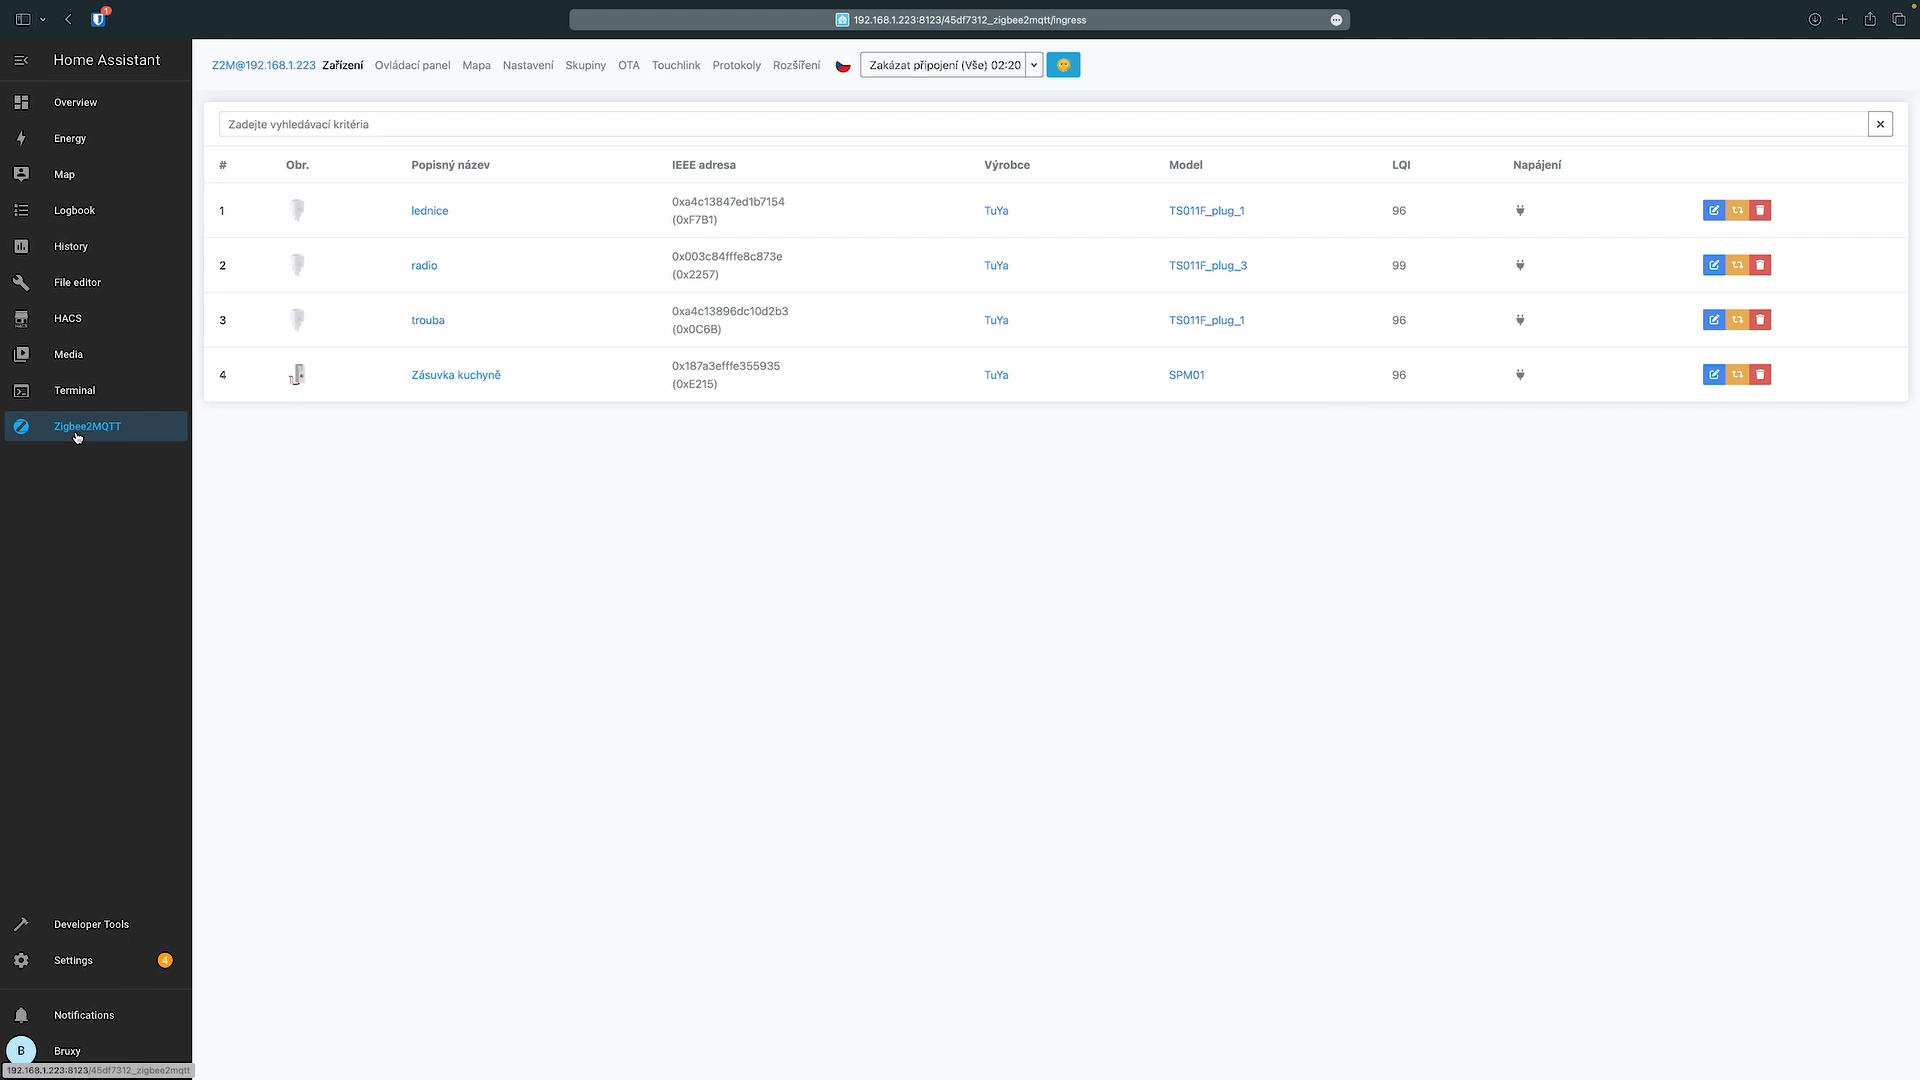 1
192.168.1.223:8123/45df7312_zigbee2mqtt/ingress
Home Assistant
Overview
Energy
Map
Logbook
History
File editor
HACS
Media
Terminal
Zigbee2MQTT
Developer Tools
Settings 4
Notifications
B Bruxy
192.168.1.223:8123/45df7312_zigbee2mqtt
Z2M@192.168.1.223 Zařízení Ovládací panel Mapa Nastavení Skupiny OTA Touchlink Protokoly Rozšíření Zakázat připojení (Vše) 02:20
Zadejte vyhledávací kritéria
# Obr. Popisný název IEEE adresa Výrobce Model LQI Napájení
1 lednice 0xa4c13847ed1b7154 TuYa TS011F_plug_1 96
(0xF7B1)
2 radio 0x003c84fffe8c873e TuYa TS011F_plug_3 99
(0x2257)
3 trouba 0xa4c13896dc10d2b3 TuYa TS011F_plug_1 96
(0x0C6B)
4 Zásuvka kuchyně 0x187a3efffe355935 TuYa SPM01 96
(0xE215)